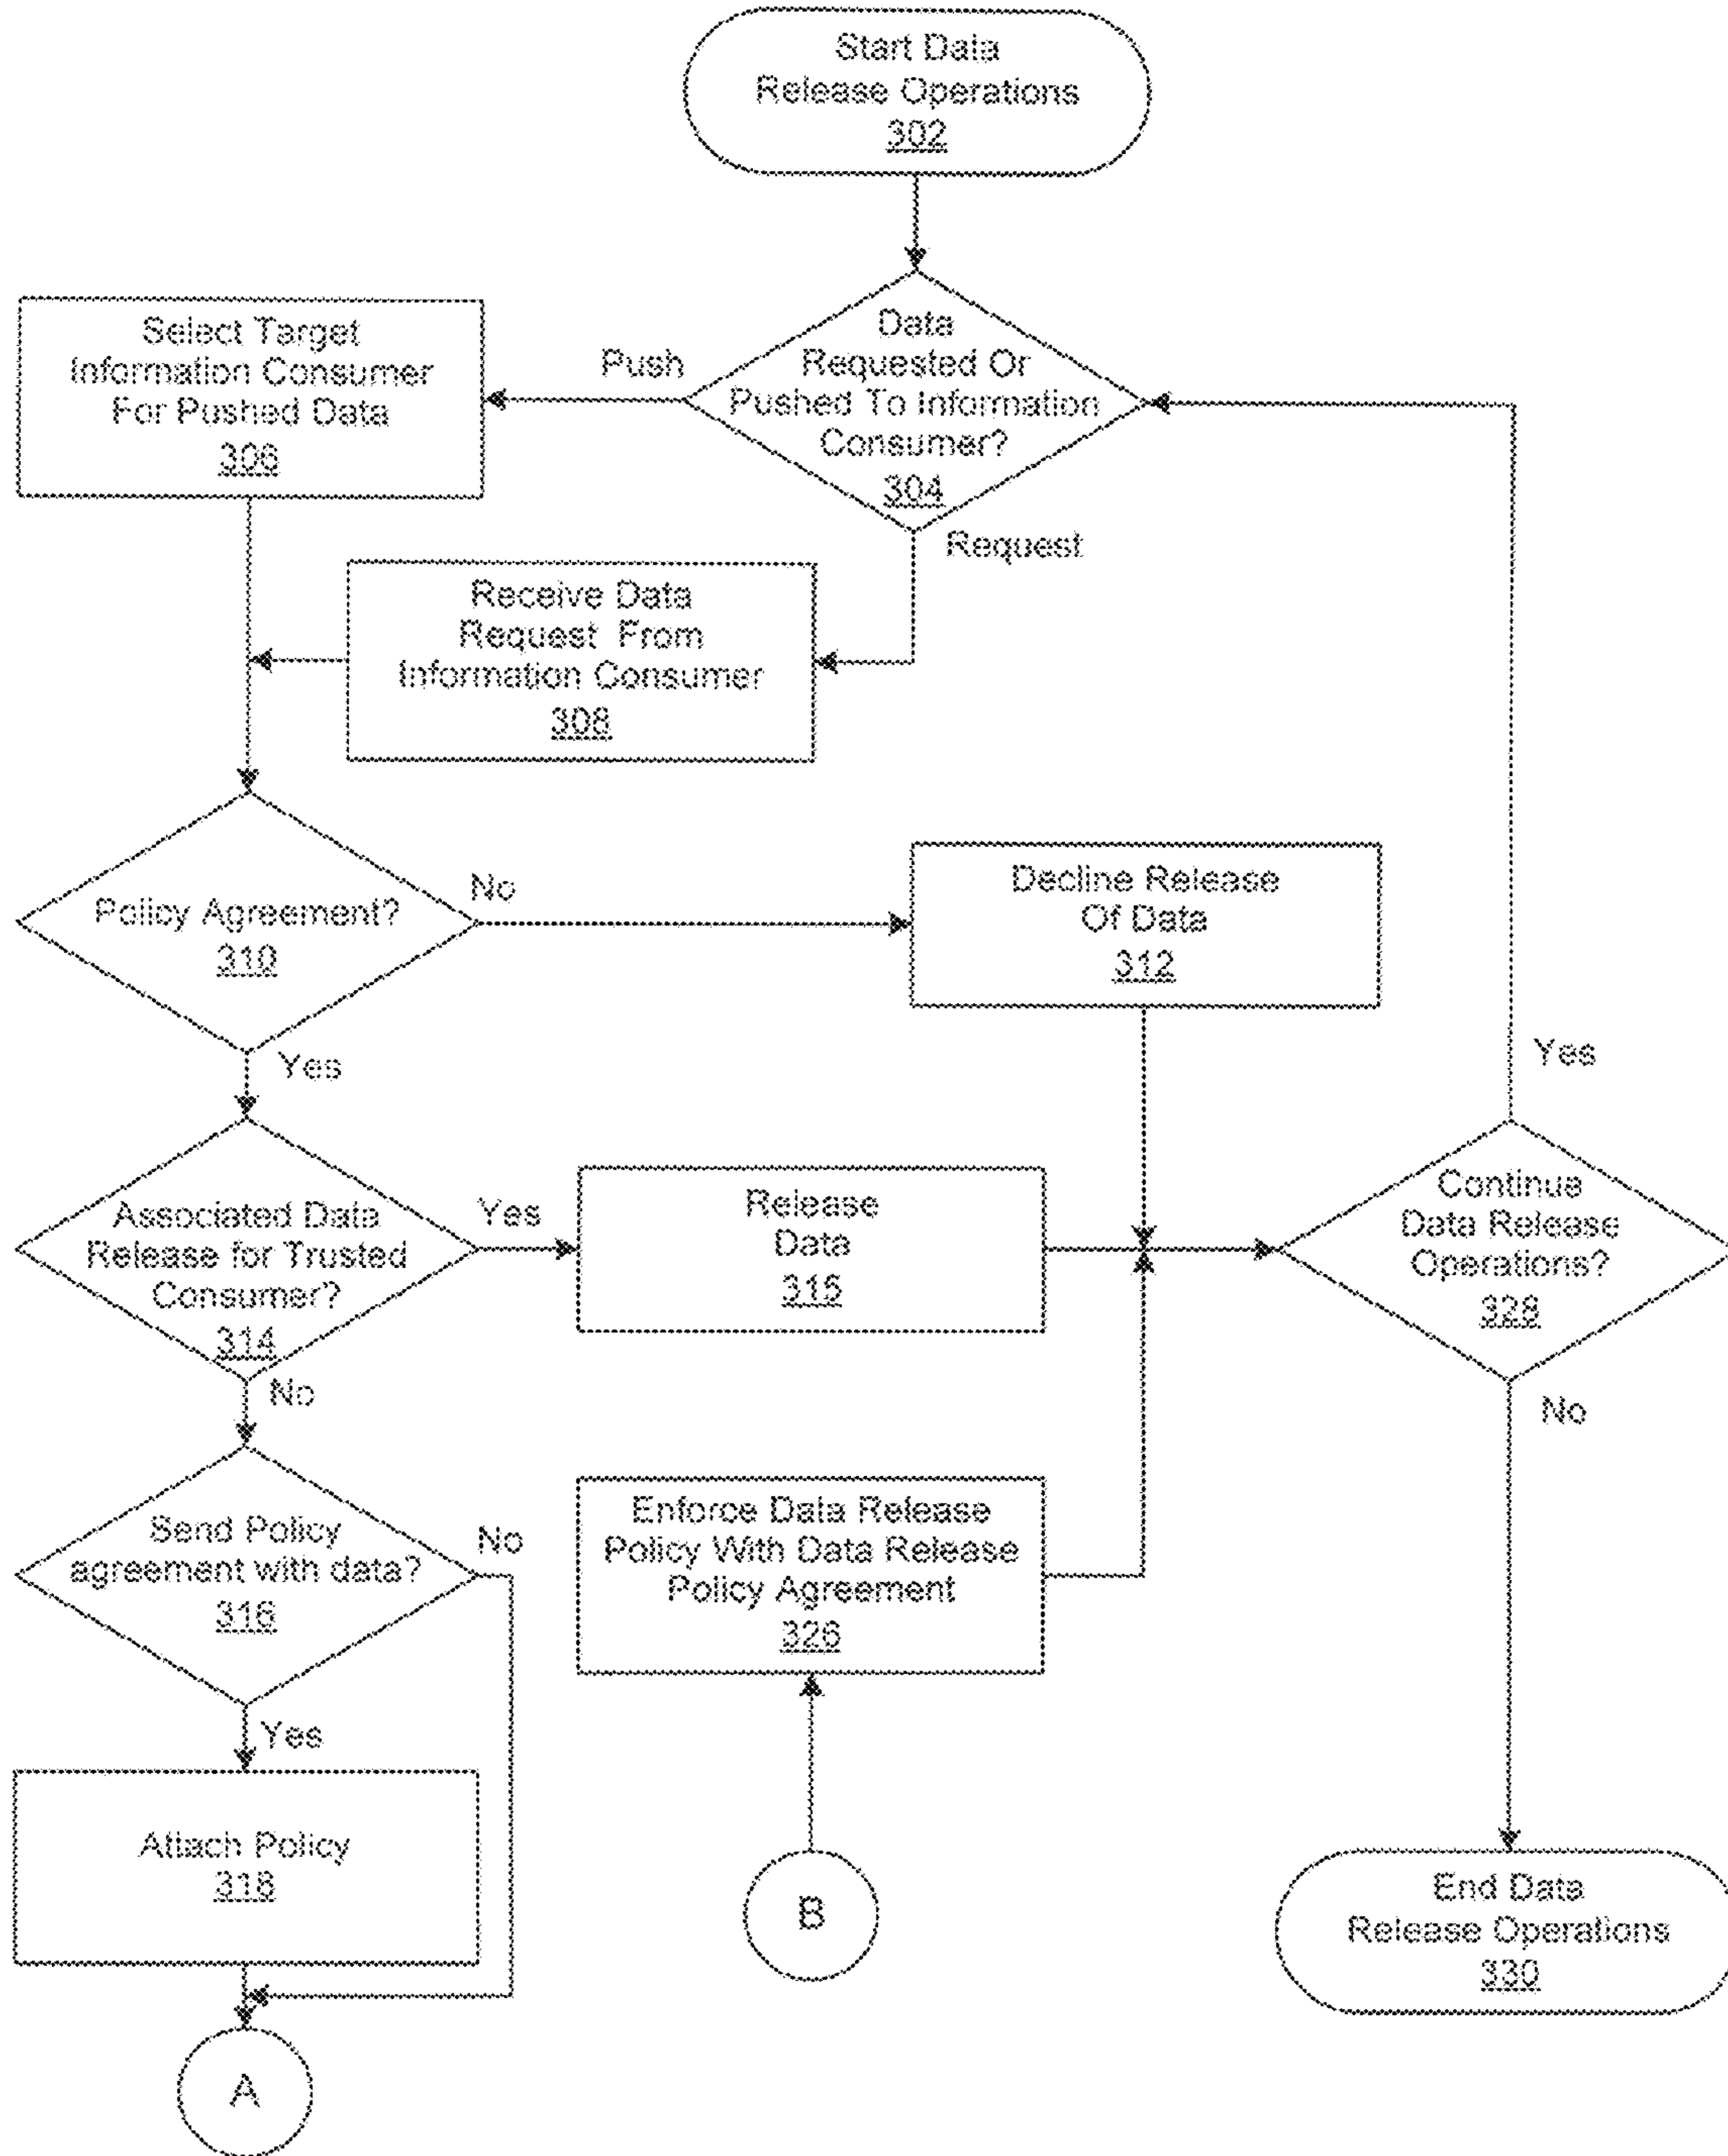 Start Data
Release Operations
302
Data
Requested Or
Pushed To Information
Consumer?
304
Push
Request
Select Target
Information Consumer
For Pushed Data
306
Receive Data
Request From
Information Consumer
308
Policy Agreement?
310
No
Yes
Decline Release
Of Data
312
Associated Data
Release for Trusted
Consumer?
314
Yes
No
Release
Data
315
Continue
Data Release
Operations?
328
Yes
No
Send Policy
agreement with data?
316
No
Yes
Enforce Data Release
Policy With Data Release
Policy Agreement
326
Attach Policy
318
B
End Data
Release Operations
330
A